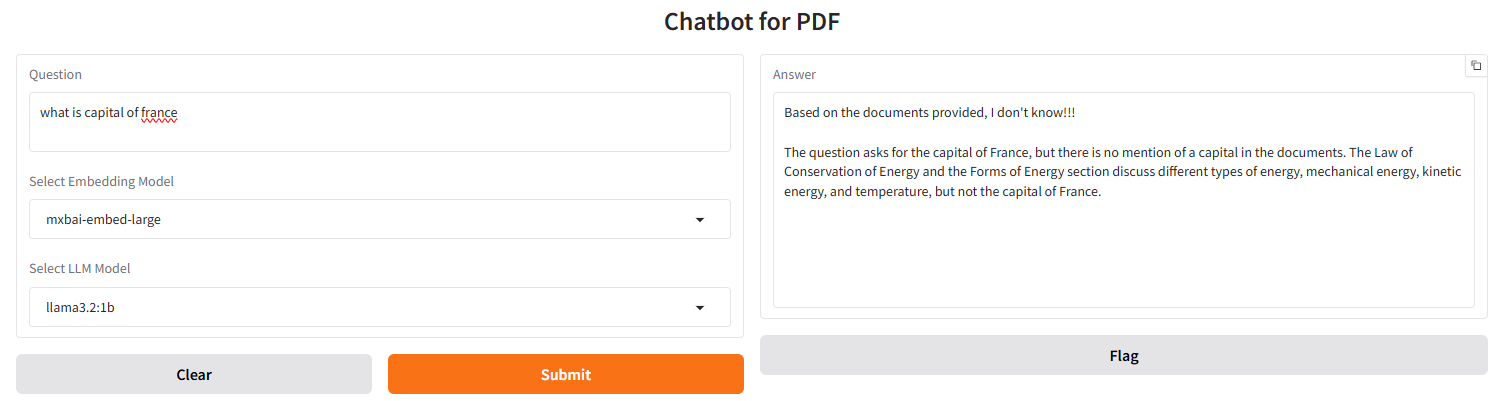 Chatbot for PDF
Question
what is capital of france
Select Embedding Model
mxbai-embed-large
Select LLM Model
llama3.2:1b
Clear
Submit
Answer
Based on the documents provided, I don't know!!!
The question asks for the capital of France, but there is no mention of a capital in the documents. The Law of
Conservation of Energy and the Forms of Energy section discuss different types of energy, mechanical energy, kinetic
energy, and temperature, but not the capital of France.
Flag